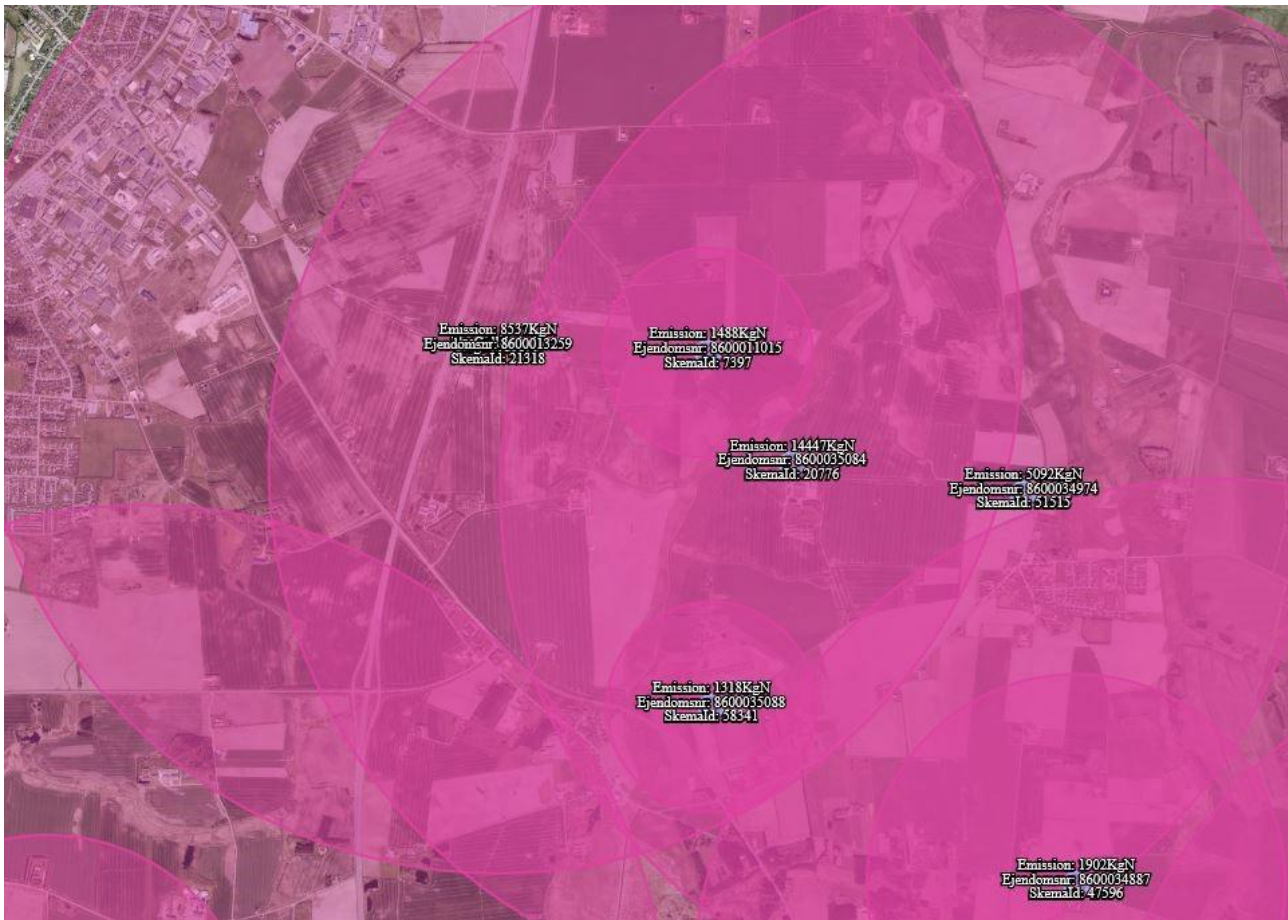 Emission: 8537KgN
Ejendomsnr: 8600013259
SkemaId: 21318
Emission: 1488KgN
Ejendomsnr: 8600011015
SkemaId: 7397
Emission: 14447KgN
Ejendomsnr: 8600035084
SkemaId: 20776
Emission: 5092KgN
Ejendomsnr: 8600034974
SkemaId: 51515
Emission: 1318KgN
Ejendomsnr: 8600035088
SkemaId: 58341
Emission: 1902KgN
Ejendomsnr: 8600034887
SkemaId: 47596